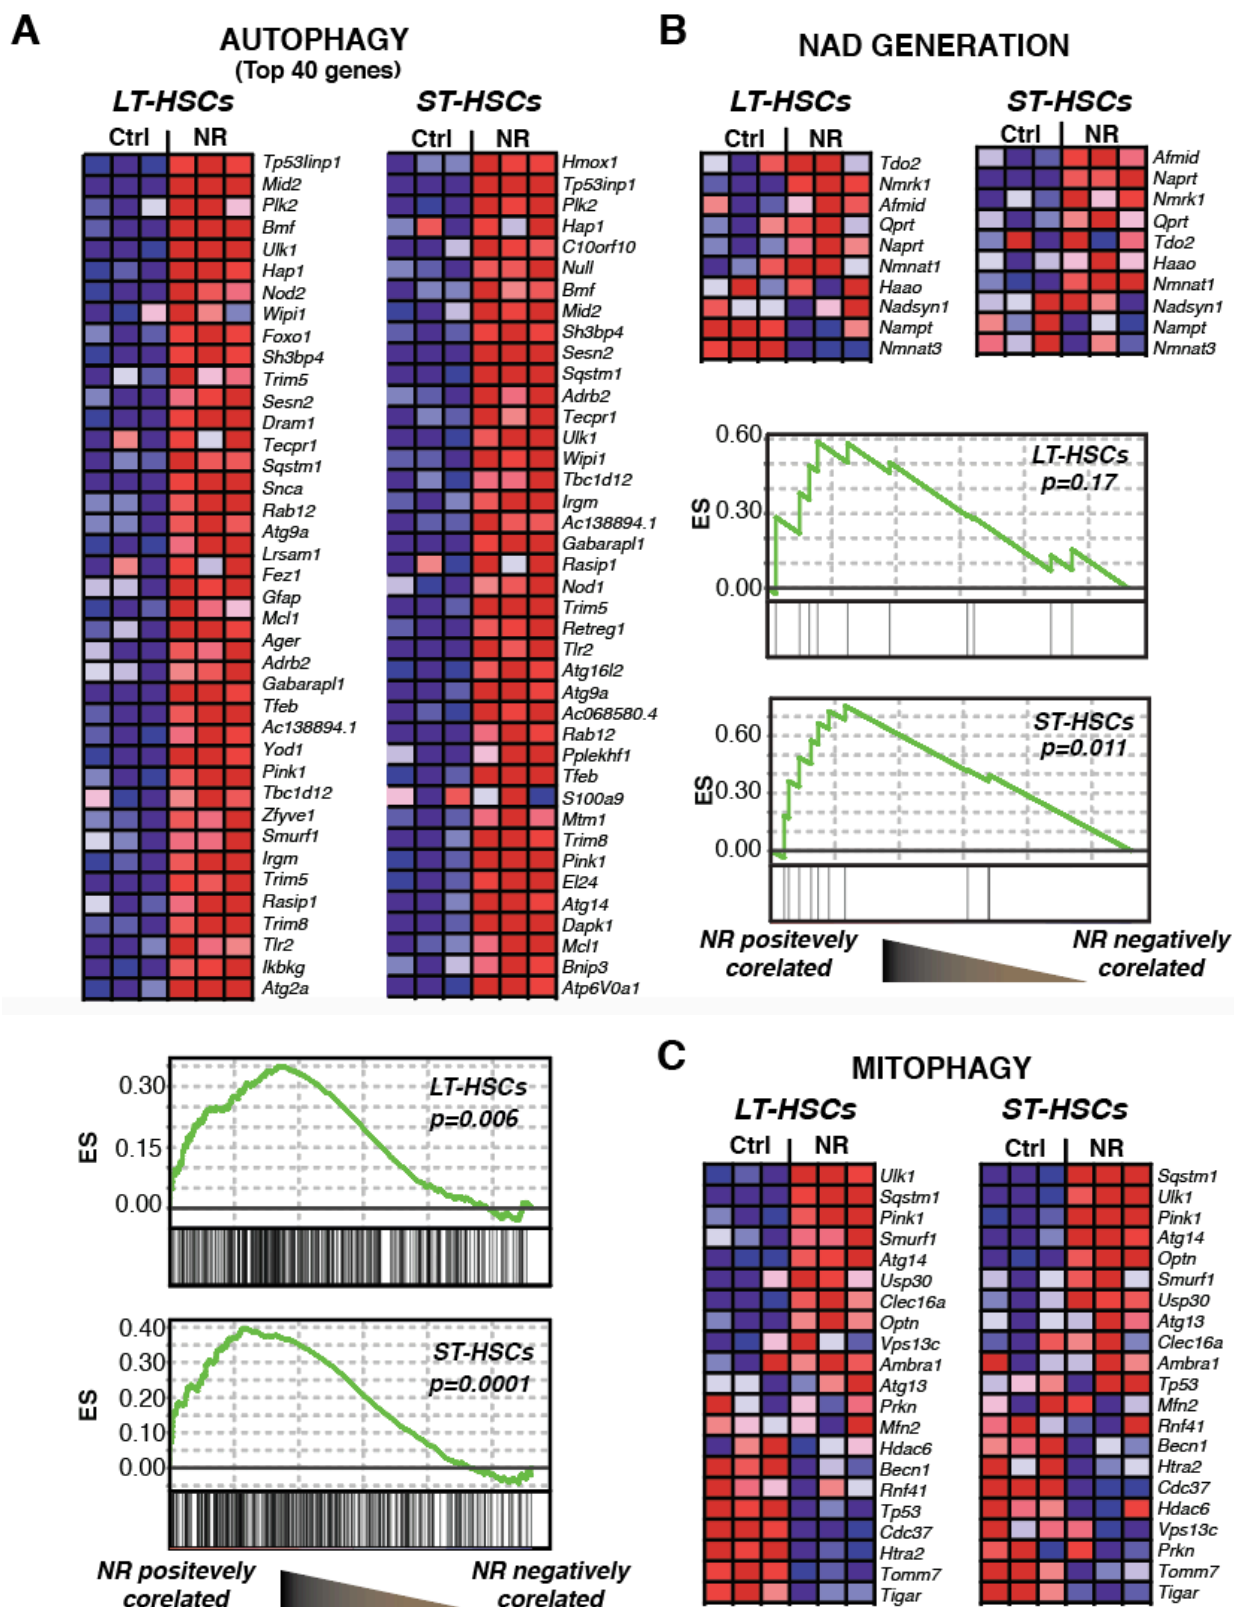 A
AUTOPHAGY
(Top 40 genes)
LT-HSCs
ST-HSCs
Ctrl
NR
Ctrl
NR
Tp53linp1
Mid2
Plk2
Bmf
Ulk1
Hap1
Nod2
Wipi1
Foxo1
Sh3bp4
Trim5
Sesn2
Dram1
Tecpr1
Sqstm1
Snca
Rab12
Atg9a
Lrsam1
Fez1
Gfap
Mcl1
Ager
Adrb2
Gabarapl1
Tfeb
Ac138894.1
Yod1
Pink1
Tbc1d12
Zfyve1
Smurf1
Irgm
Trim5
Rasip1
Trim8
Tlr2
Ikbkg
Atg2a
Hmox1
Tp53inp1
Plk2
Hap1
C10orf10
Null
Bmf
Mid2
Sh3bp4
Sesn2
Sqstm1
Adrb2
Tecpr1
Ulk1
Wipi1
Tbc1d12
Irgm
Ac138894.1
Gabarapl1
Rasip1
Nod1
Trim5
Retreg1
Tlr2
Atg16l2
Atg9a
Ac068580.4
Rab12
Pplekhf1
Tfeb
S100a9
Mtm1
Trim8
Pink1
El24
Atg14
Dapk1
Mcl1
Bnip3
Atp6V0a1
0.30
0.15
0.00
ES
LT-HSCs
p=0.006
0.40
0.30
0.20
0.10
0.00
ES
ST-HSCs
p=0.0001
NR positevely
corelated
NR negatively
corelated
B
NAD GENERATION
LT-HSCs
ST-HSCs
Ctrl
NR
Ctrl
NR
Tdo2
Nmrk1
Afmid
Qprt
Naprt
Nmnat1
Haao
Nadsyn1
Nampt
Nmnat3
Afmid
Naprt
Nmrk1
Qprt
Tdo2
Haao
Nmnat1
Nadsyn1
Nampt
Nmnat3
0.60
0.30
0.00
ES
LT-HSCs
p=0.17
0.60
0.30
0.00
ES
ST-HSCs
p=0.011
NR positevely
corelated
NR negatively
corelated
C
MITOPHAGY
LT-HSCs
ST-HSCs
Ctrl
NR
Ctrl
NR
Ulk1
Sqstm1
Pink1
Smurf1
Atg14
Usp30
Clec16a
Optn
Vps13c
Ambra1
Atg13
Prkn
Mfn2
Hdac6
Becn1
Rnf41
Tp53
Cdc37
Htra2
Tomm7
Tigar
Sqstm1
Ulk1
Pink1
Atg14
Optn
Smurf1
Usp30
Atg13
Clec16a
Ambra1
Tp53
Mfn2
Rnf41
Becn1
Htra2
Cdc37
Hdac6
Vps13c
Prkn
Tomm7
Tigar